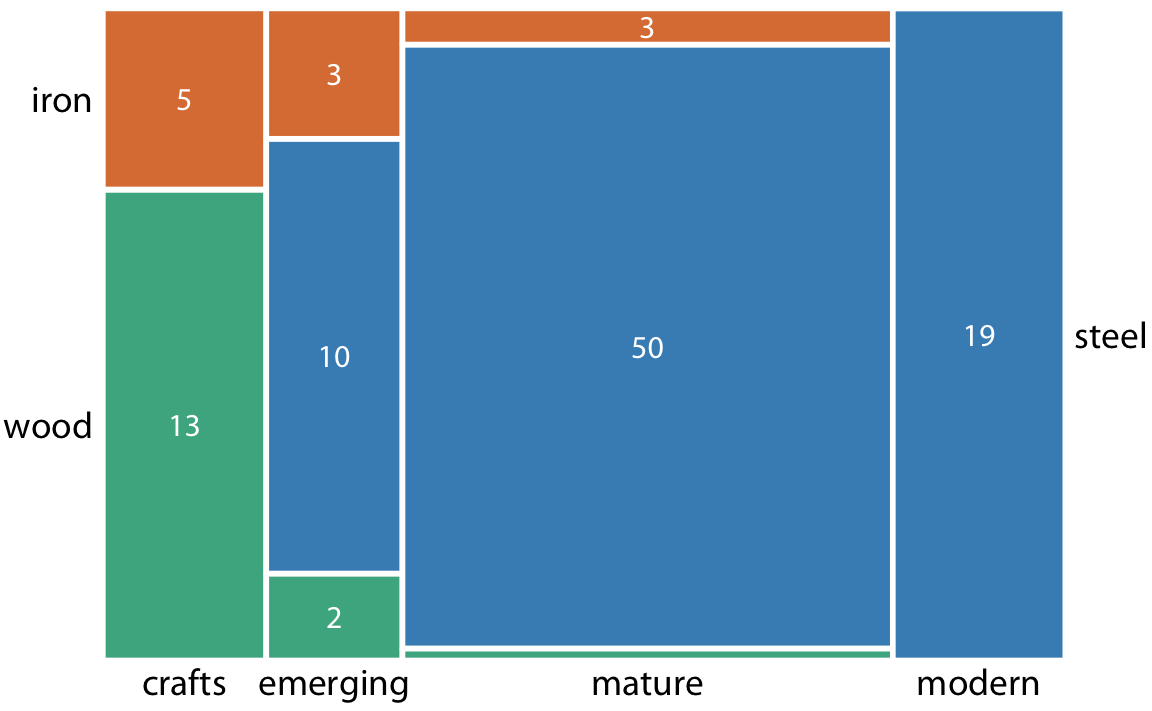 3
3
iron
5
10
50
19
steel
wood
13
2
crafts
emerging
mature
modern